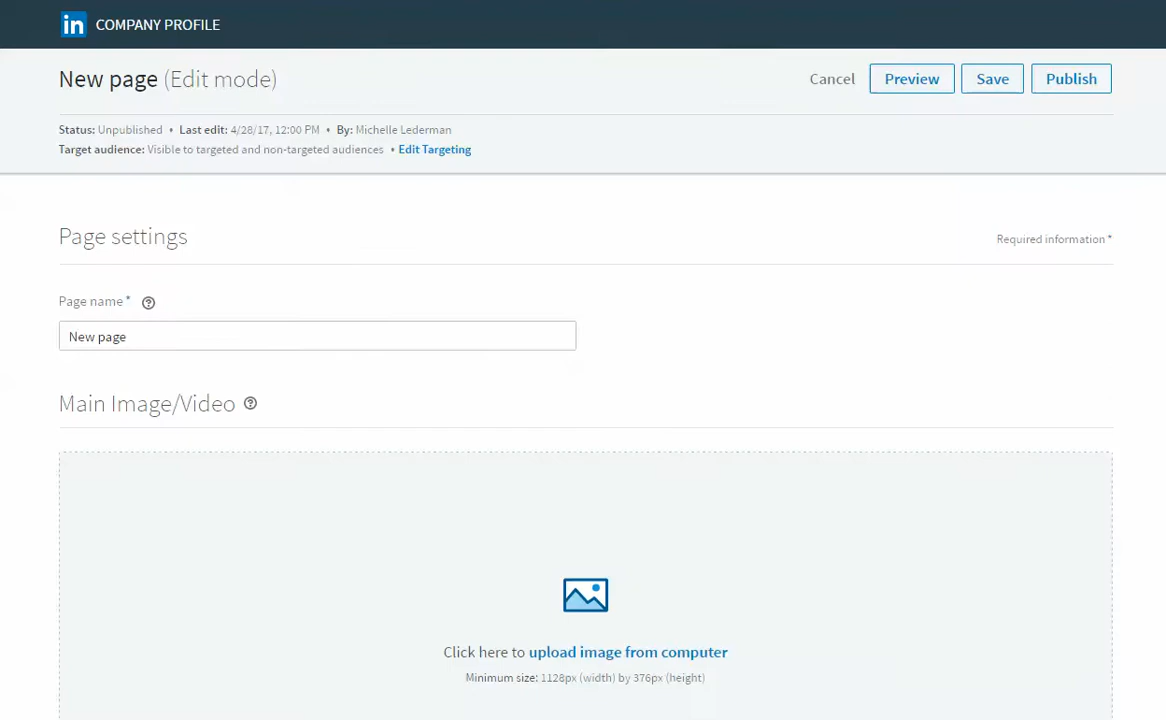 in COMPANY PROFILE
New page (Edit mode)
Cancel Preview Save Publish
Status: Unpublished • Last edit: 4/28/17, 12:00 PM • By: Michelle Lederman
Target audience: Visible to targeted and non-targeted audiences • Edit Targeting
Page settings
Required information *
Page name * ?
New page
Main Image/Video ?
Click here to upload image from computer
Minimum size: 1128px (width) by 376px (height)